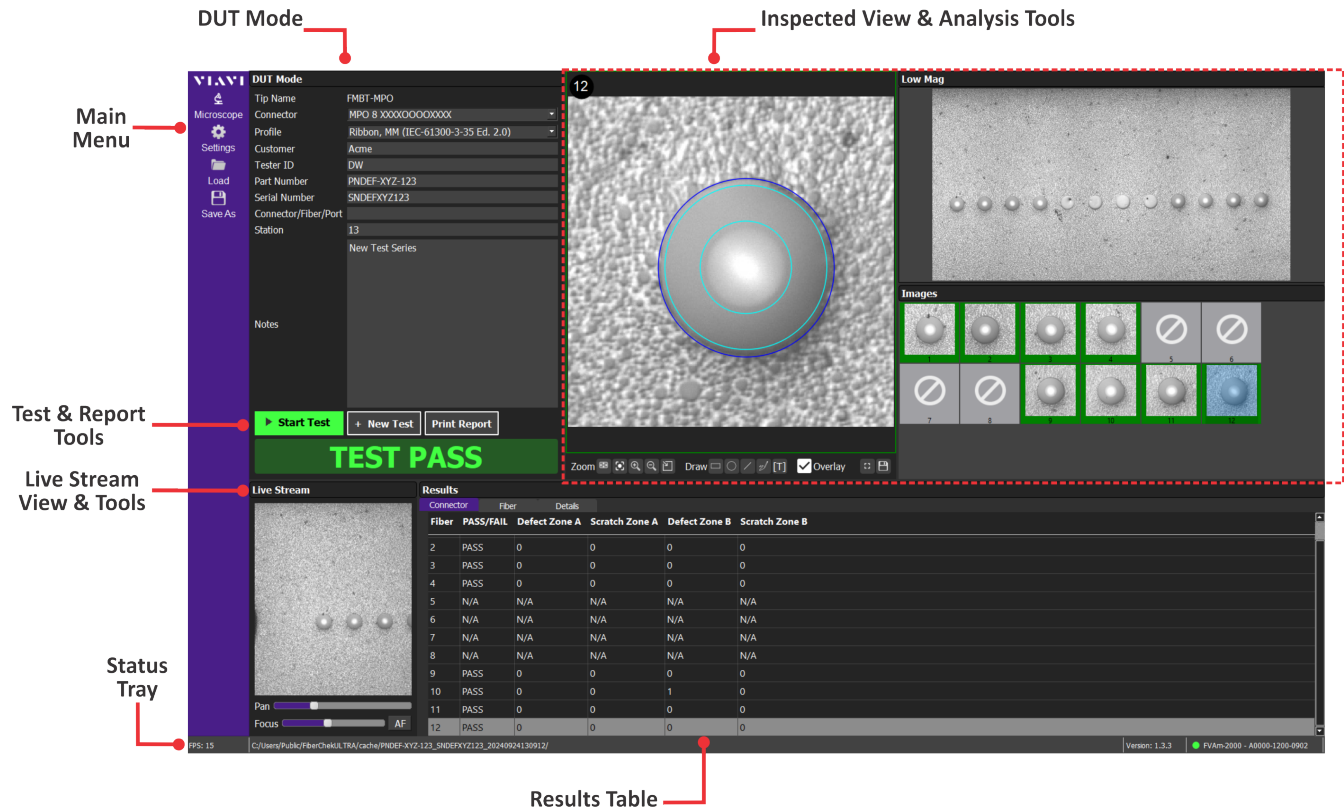 DUT Mode
Inspected View & Analysis Tools
Main
Menu
Test & Report
Tools
Live Stream
View & Tools
Status
Tray
Results Table
VIAVI
Microscope
Settings
Load
Save As
DUT Mode
Tip Name FMBT-MPO
Connector MPO 8 XXXXOOOOXXXX
Profile Ribbon, MM (IEC-61300-3-35 Ed. 2.0)
Customer Acme
Tester ID DW
Part Number PNDEF-XYZ-123
Serial Number SNDEFXYZ123
Connector/Fiber/Port
Station 13
Notes New Test Series
Start Test + New Test Print Report
TEST PASS
12
Zoom Draw [T] Overlay
Low Mag
Images
1 2 3 4 5 6
7 8 9 10 11 12
Live Stream
Pan
Focus AF
Results
Connector Fiber Details
Fiber PASS/FAIL Defect Zone A Scratch Zone A Defect Zone B Scratch Zone B
2 PASS 0 0 0 0
3 PASS 0 0 0 0
4 PASS 0 0 0 0
5 N/A N/A N/A N/A N/A
6 N/A N/A N/A N/A N/A
7 N/A N/A N/A N/A N/A
8 N/A N/A N/A N/A N/A
9 PASS 0 0 0 0
10 PASS 0 0 1 0
11 PASS 0 0 0 0
12 PASS 0 0 0 0
FPS: 15 C:/Users/Public/FiberChekULTRA/cache/PNDEF-XYZ-123_SNDEFXYZ123_20240924130912/ Version: 1.3.3 FVAm-2000 - A0000-1200-0902